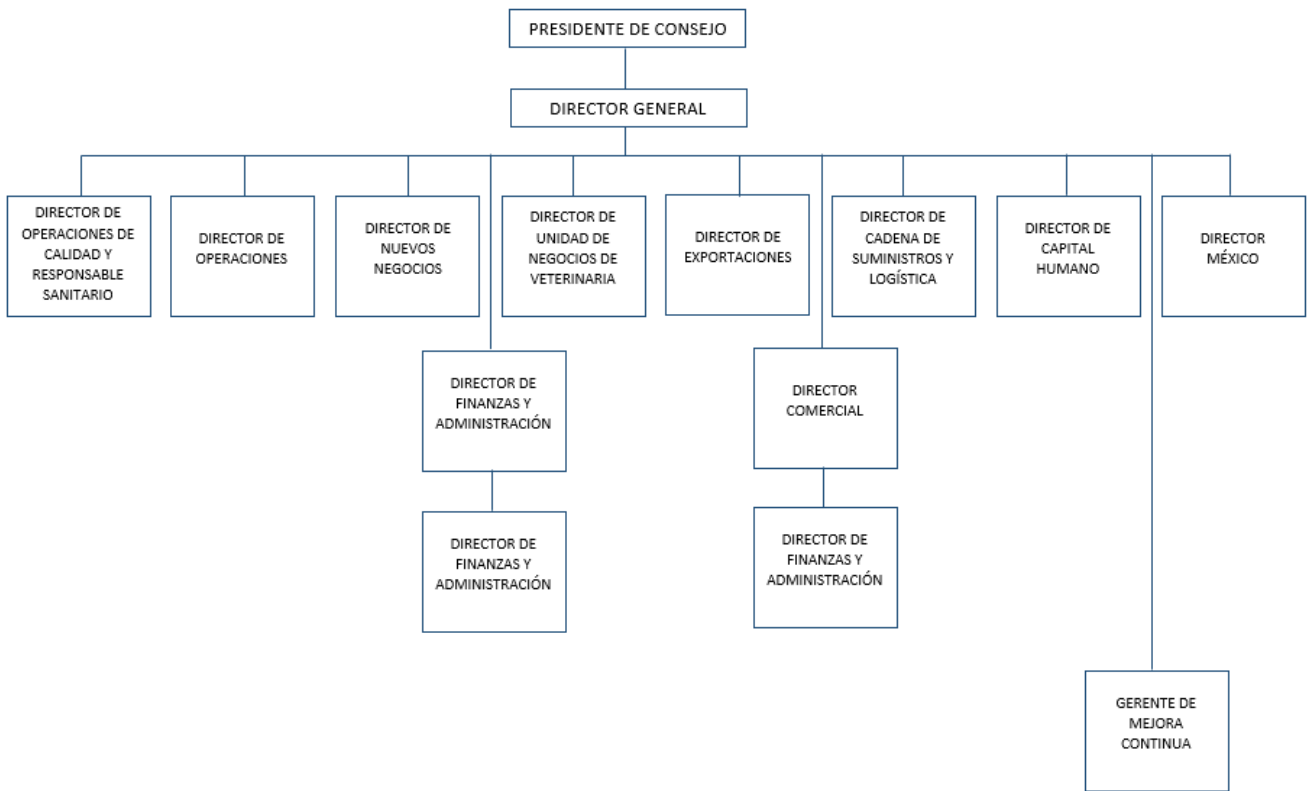 PRESIDENTE DE CONSEJO
DIRECTOR GENERAL
DIRECTOR DE
OPERACIONES DE
CALIDAD Y
RESPONSABLE
SANITARIO
DIRECTOR DE
OPERACIONES
DIRECTOR DE
NUEVOS
NEGOCIOS
DIRECTOR DE
UNIDAD DE
NEGOCIOS DE
VETERINARIA
DIRECTOR DE
EXPORTACIONES
DIRECTOR DE
CADENA DE
SUMINISTROS Y
LOGÍSTICA
DIRECTOR DE
CAPITAL
HUMANO
DIRECTOR
MÉXICO
DIRECTOR DE
FINANZAS Y
ADMINISTRACIÓN
DIRECTOR
COMERCIAL
DIRECTOR DE
FINANZAS Y
ADMINISTRACIÓN
DIRECTOR DE
FINANZAS Y
ADMINISTRACIÓN
GERENTE DE
MEJORA
CONTINUA